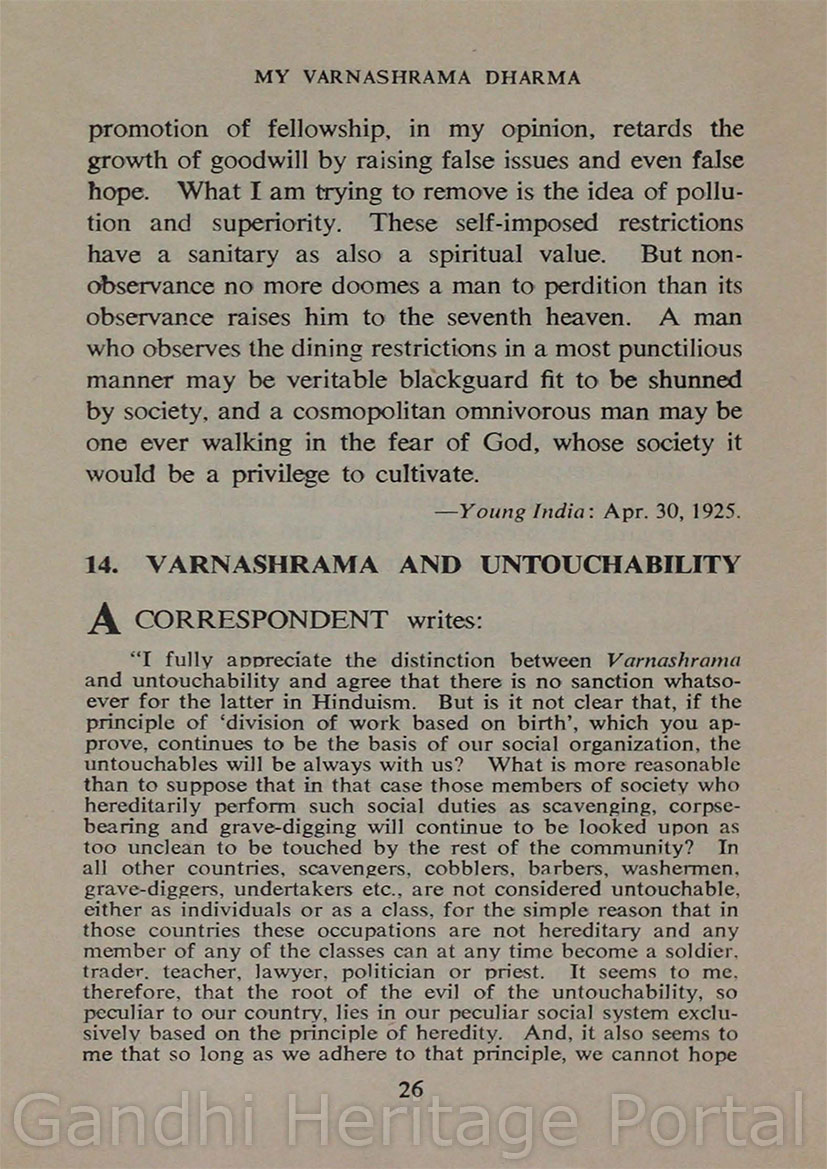 MY VARNASHRAMA DHARMA
promotion of fellowship, in my opinion, retards the
growth of goodwill by raising false issues and even false
hope. What I am trying to remove is the idea of pollu-
tion and superiority. These self-imposed restrictions
have a sanitary as also a spiritual value. But non-
observance no more doomes a man to perdition than its
observance raises him to the seventh heaven. A man
who observes the dining restrictions in a most punctilious
manner may be veritable blackguard fit to be shunned
by society, and a cosmopolitan omnivorous man may be
one ever walking in the fear of God, whose society it
would be a privilege to cultivate.
—Young India: Apr. 30, 1925.
14. VARNASHRAMA AND UNTOUCHABILITY
A CORRESPONDENT writes:
“I fully appreciate the distinction between Varnashrama
and untouchability and agree that there is no sanction whatso-
ever for the latter in Hinduism. But is it not clear that, if the
principle of ‘division of work based on birth’, which you ap-
prove, continues to be the basis of our social organization, the
untouchables will be always with us? What is more reasonable
than to suppose that in that case those members of society who
hereditarily perform such social duties as scavenging, corpse-
bearing and grave-digging will continue to be looked upon as
too unclean to be touched by the rest of the community? In
all other countries, scavengers, cobblers, barbers, washermen,
grave-diggers, undertakers etc., are not considered untouchable,
either as individuals or as a class, for the simple reason that in
those countries these occupations are not hereditary and any
member of any of the classes can at any time become a soldier,
trader, teacher, lawyer, politician or priest. It seems to me,
therefore, that the root of the evil of the untouchability, so
peculiar to our country, lies in our peculiar social system exclu-
sively based on the principle of heredity. And, it also seems to
me that so long as we adhere to that principle, we cannot hope
26
Gandhi Heritage Portal